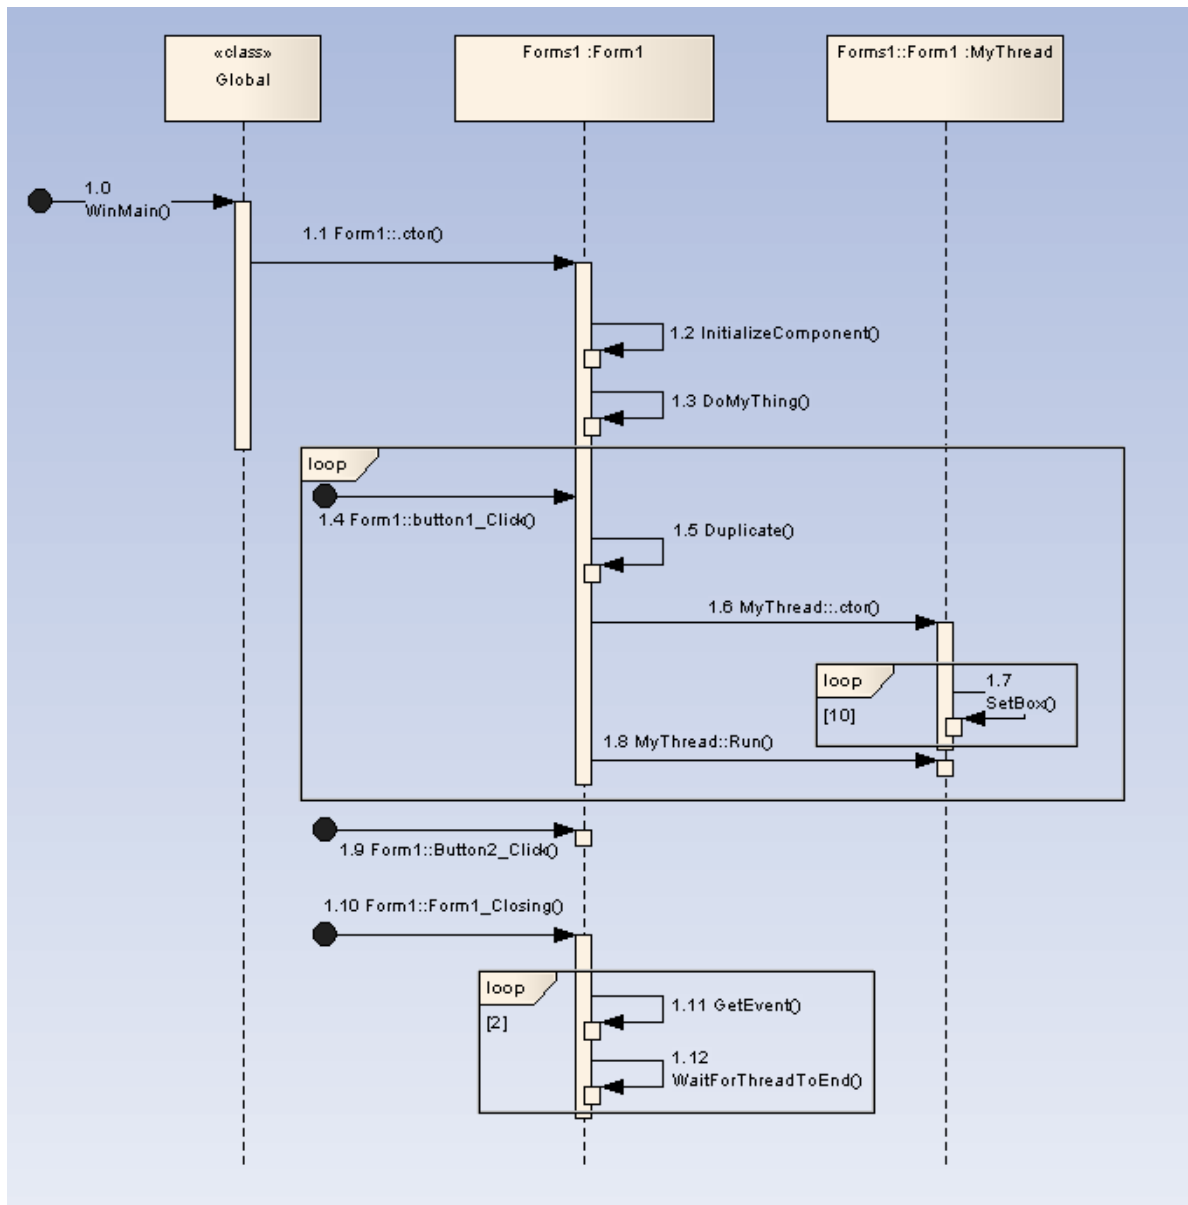 «class»
Global
Forms1 :Form1
Forms1::Form1 :MyThread
1.0
WinMain()
1.1 Form1::.ctor()
1.2 InitializeComponent()
1.3 DoMyThing()
loop
1.4 Form1::button1_Click()
1.5 Duplicate()
1.6 MyThread::.ctor()
loop
[10]
1.7
SetBox()
1.8 MyThread::Run()
1.9 Form1::Button2_Click()
1.10 Form1::Form1_Closing()
loop
[2]
1.11 GetEvent()
1.12
WaitForThreadToEnd()